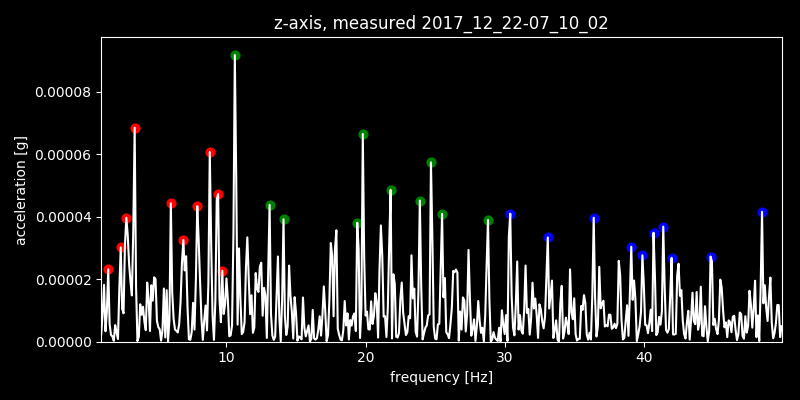 z-axis, measured 2017_12_22-07_10_02
acceleration [g]
0.00008
0.00006
0.00004
0.00002
0.00000
10 20 30 40
frequency [Hz]